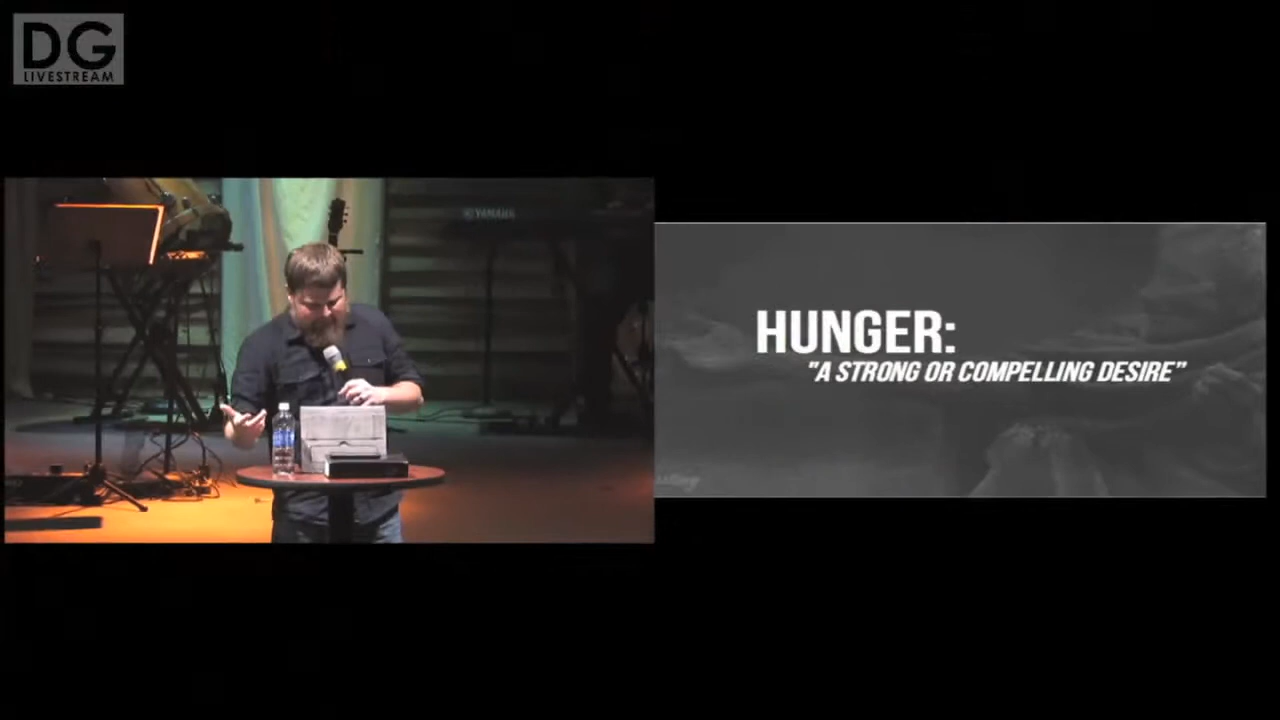 DG
LIVESTREAM
YAMAHA
HUNGER:
"A STRONG OR COMPELLING DESIRE"